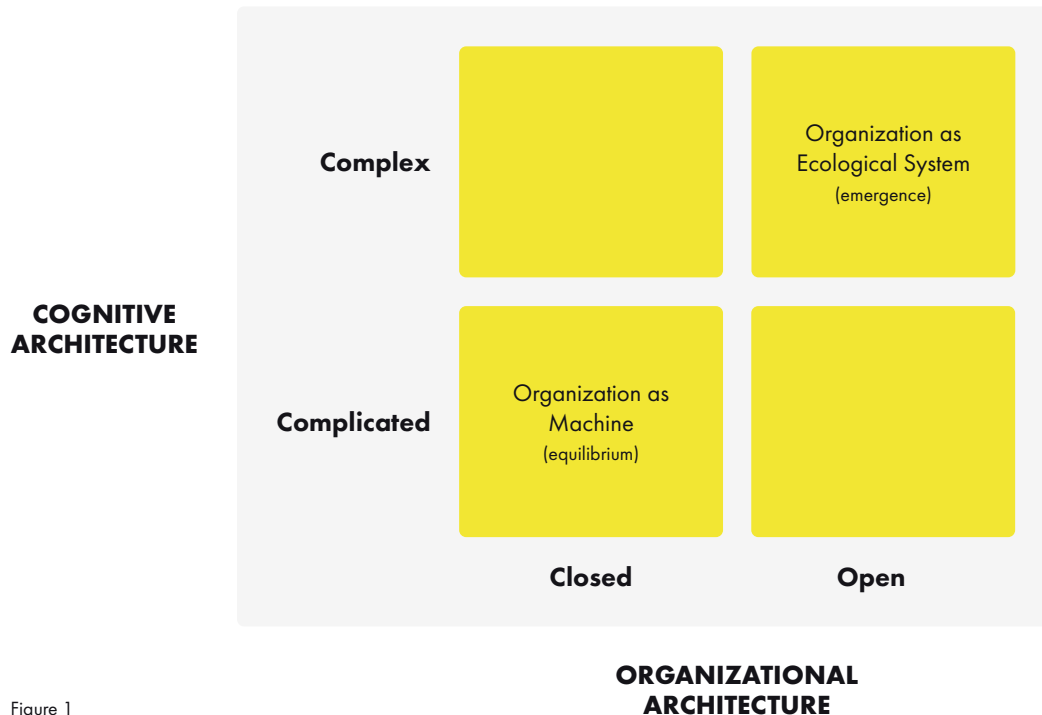 Complex
Organization as
Ecological System
(emergence)
COGNITIVE
ARCHITECTURE
Complicated
Organization as
Machine
(equilibrium)
Closed
Open
ORGANIZATIONAL
ARCHITECTURE
Figure 1